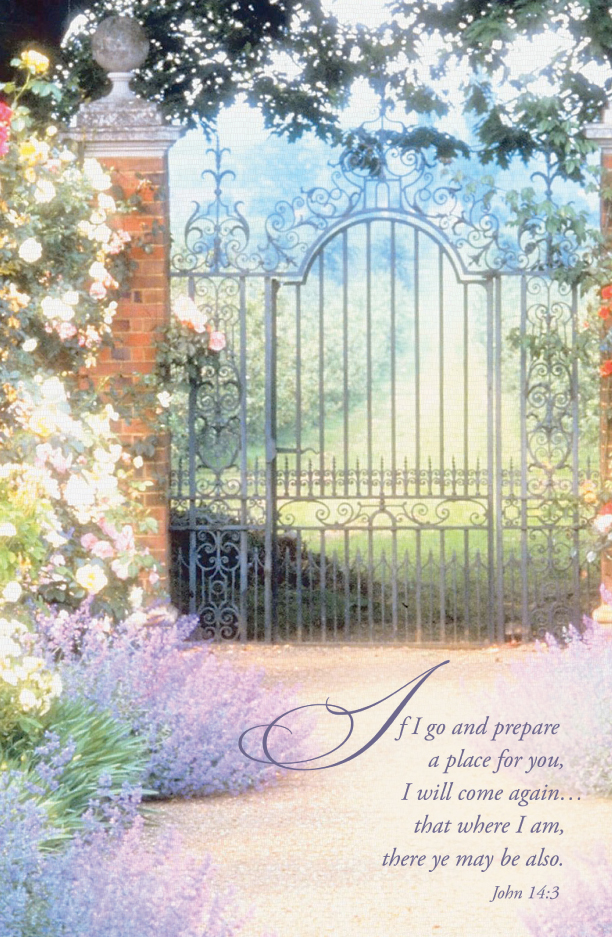 If I go and prepare
a place for you,
I will come again...
that where I am,
there ye may be also.
John 14:3